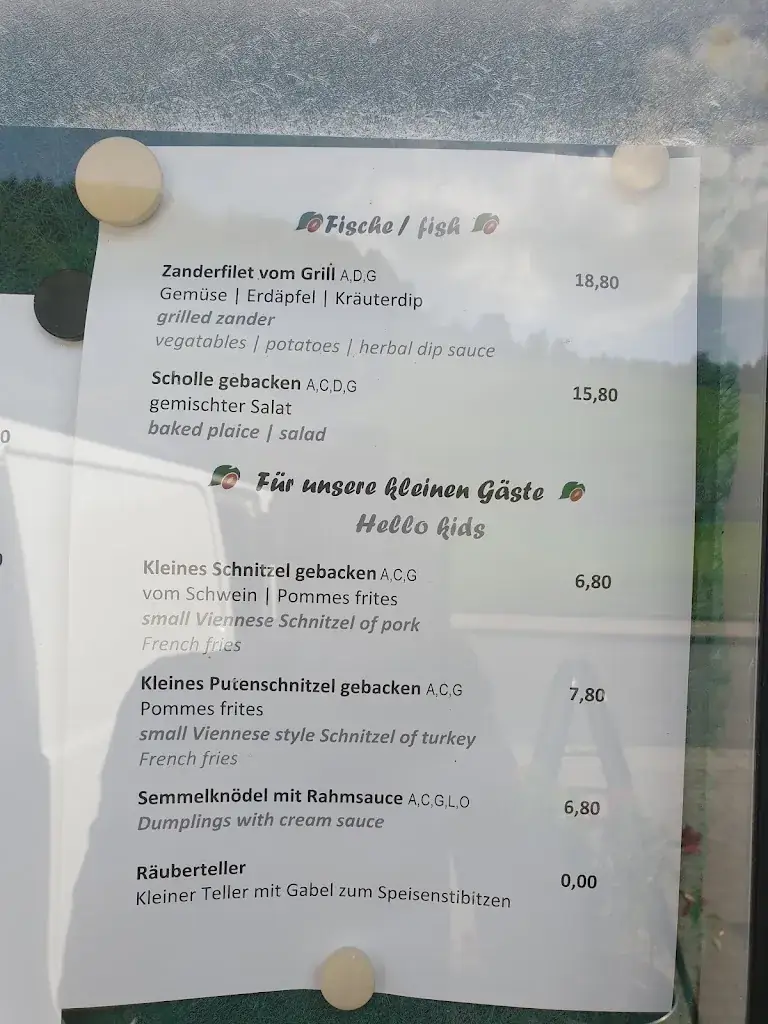 Fische / fish
Zanderfilet vom Grill A,D,G 18,80
Gemüse | Erdäpfel | Kräuterdip
grilled zander
vegatables | potatoes | herbal dip sauce
Scholle gebacken A,C,D,G 15,80
gemischter Salat
baked plaice | salad
Für unsere kleinen Gäste
Hello kids
Kleines Schnitzel gebacken A,C,G 6,80
vom Schwein | Pommes frites
small Viennese Schnitzel of pork
French fries
Kleines Putenschnitzel gebacken A,C,G 7,80
Pommes frites
small Viennese style Schnitzel of turkey
French fries
Semmelknödel mit Rahmsauce A,C,G,L,O 6,80
Dumplings with cream sauce
Räuberteller 0,00
Kleiner Teller mit Gabel zum Speisenstibitzen